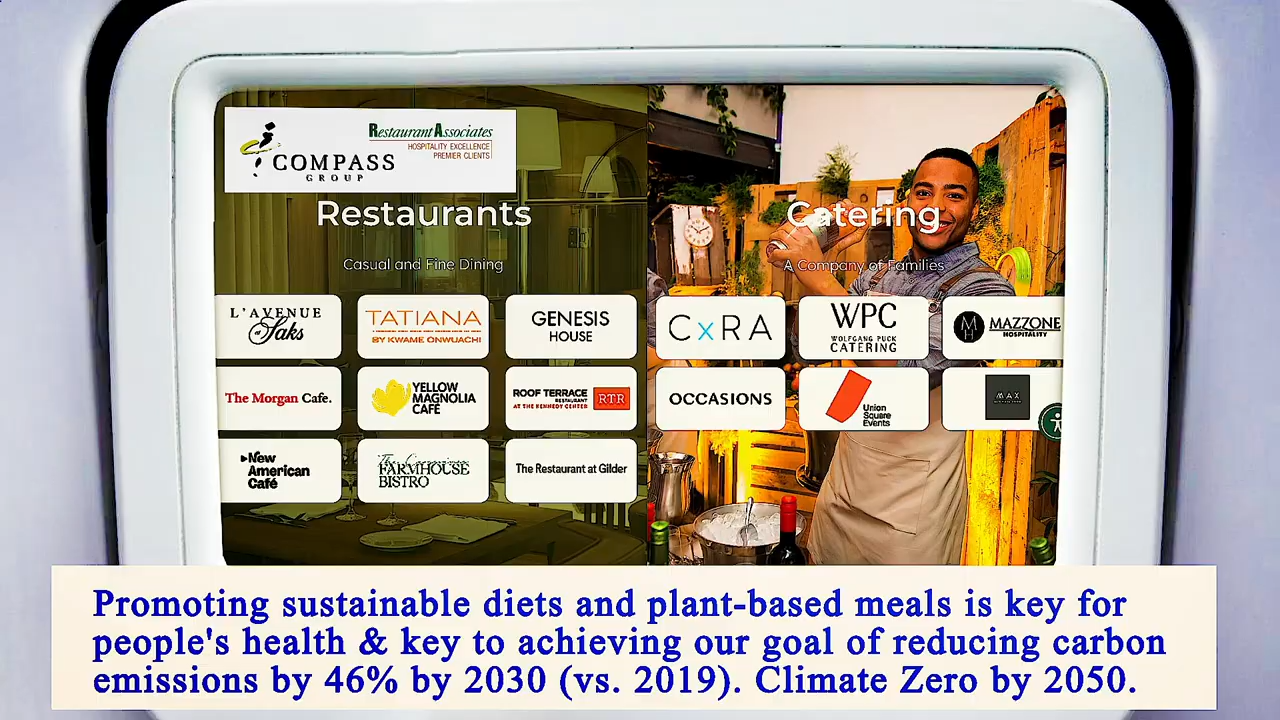 COMPASS
GROUP
Restaurant Associates
HOSPITALITY EXCELLENCE
PREMIER CLIENTS
Restaurants
Casual and Fine Dining
L'AVENUE
at Saks
TATIANA
BY KWAME ONWUACHI
GENESIS
HOUSE
The Morgan Cafe.
YELLOW
MAGNOLIA
CAFÉ
ROOF TERRACE
RESTAURANT
AT THE KENNEDY CENTER
RTR
New
American
Café
FARMHOUSE
BISTRO
The Restaurant at Gilder
Catering
A Company of Families
CxRA
WPC
WOLFGANG PUCK
CATERING
MH
MAZZONE
HOSPITALITY
OCCASIONS
Union
Square
Events
MAX
Promoting sustainable diets and plant-based meals is key for
people's health & key to achieving our goal of reducing carbon
emissions by 46% by 2030 (vs. 2019). Climate Zero by 2050.